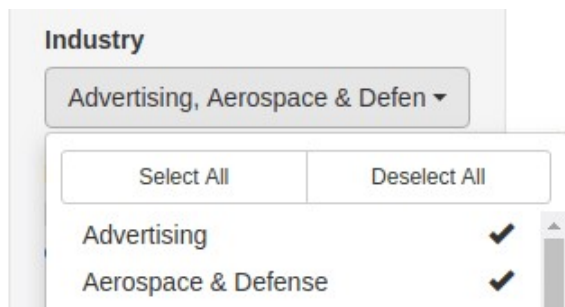 Industry
Advertising, Aerospace & Defen
Select All Deselect All
Advertising
Aerospace & Defense